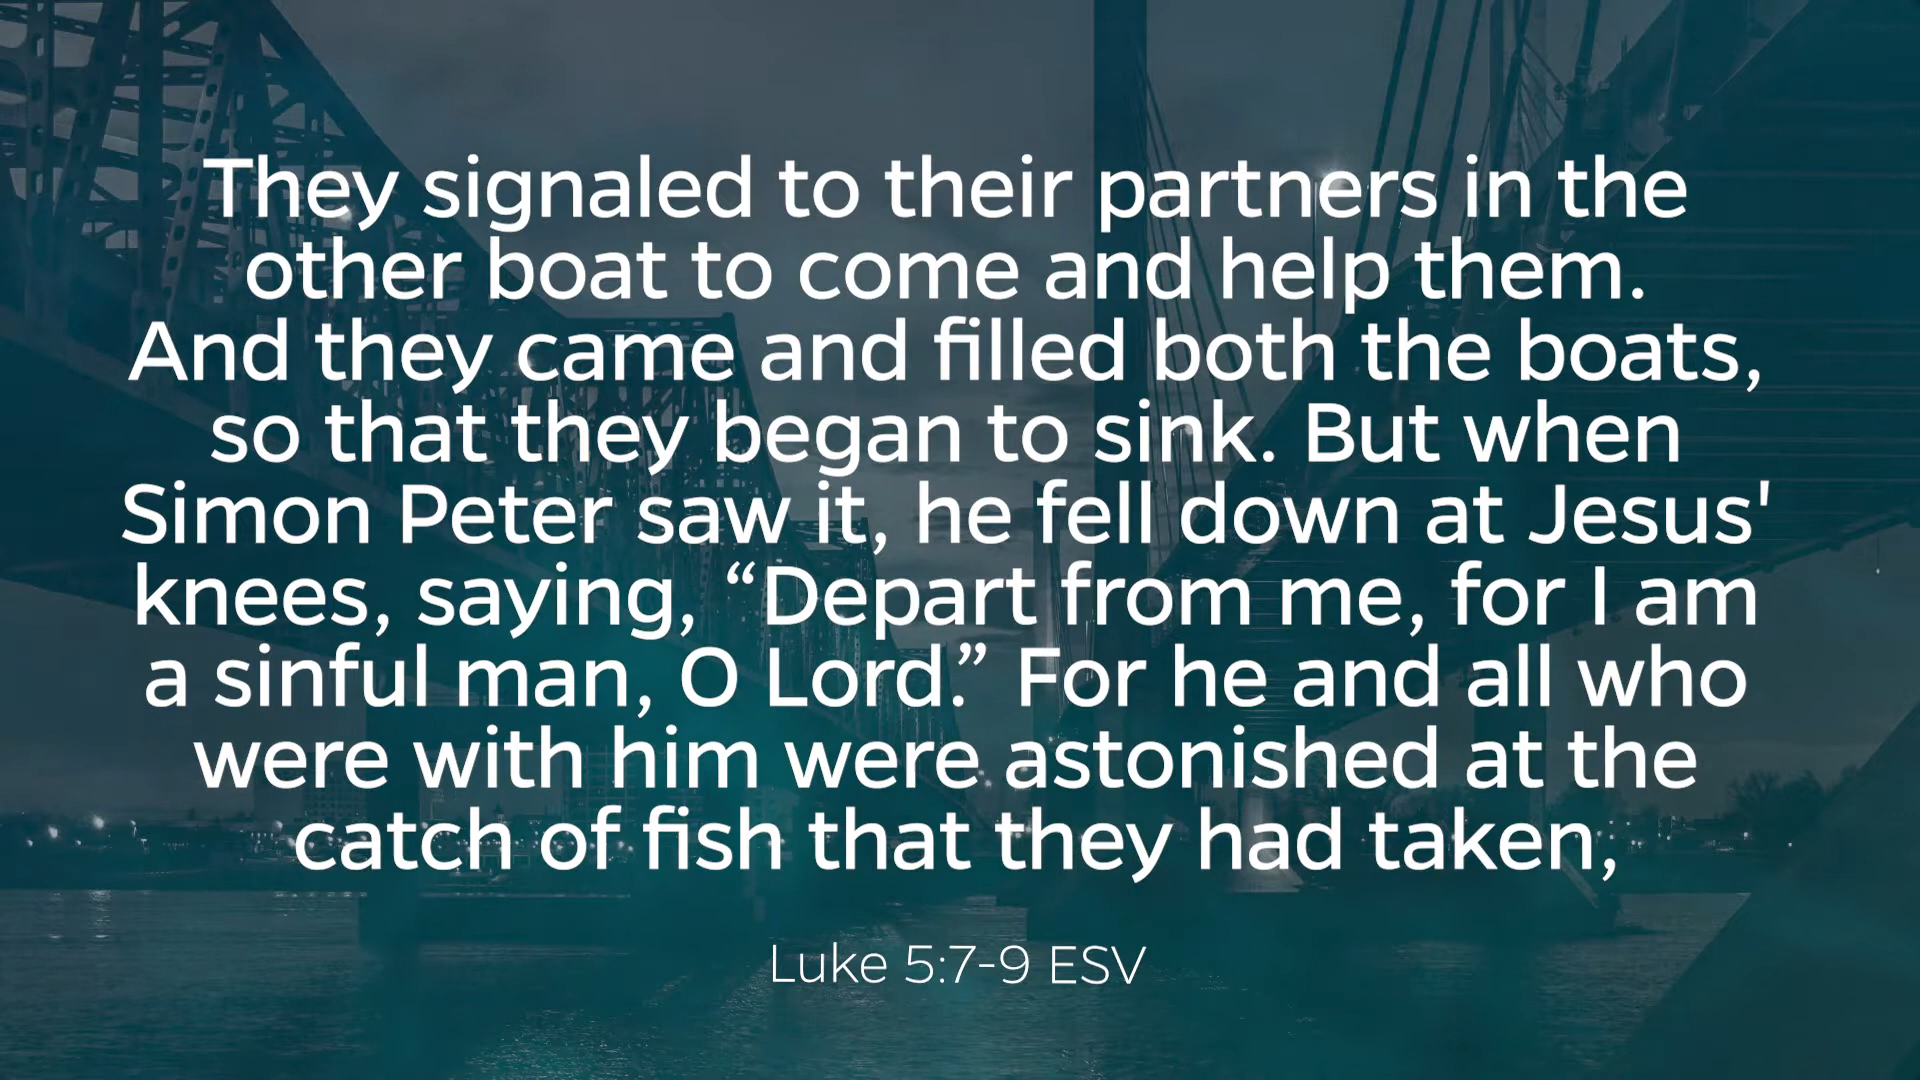 They signaled to their partners in the
other boat to come and help them.
And they came and filled both the boats,
so that they began to sink. But when
Simon Peter saw it, he fell down at Jesus'
knees, saying, “Depart from me, for I am
a sinful man, O Lord.” For he and all who
were with him were astonished at the
catch of fish that they had taken,
Luke 5:7-9 ESV